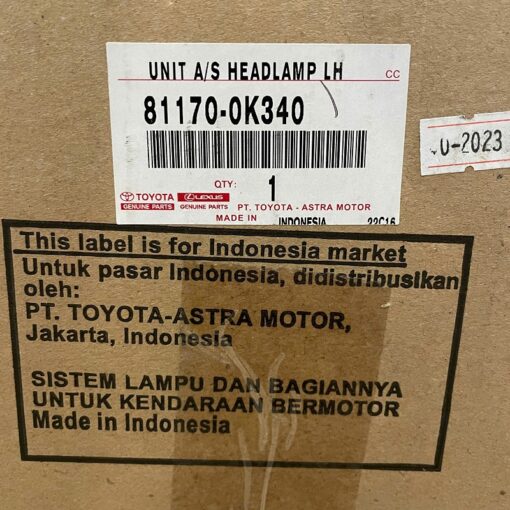 UNIT A/S HEADLAMP LH
CC
81170-0K340
QTY: 1
TOYOTA LEXUS
GENUINE PARTS GENUINE PARTS PT. TOYOTA - ASTRA MOTOR
MADE IN INDONESIA 22C16
-2023
This label is for Indonesia market
Untuk pasar Indonesia, didistribusikan
oleh:
PT. TOYOTA-ASTRA MOTOR,
Jakarta, Indonesia
SISTEM LAMPU DAN BAGIANNYA
UNTUK KENDARAAN BERMOTOR
Made in Indonesia